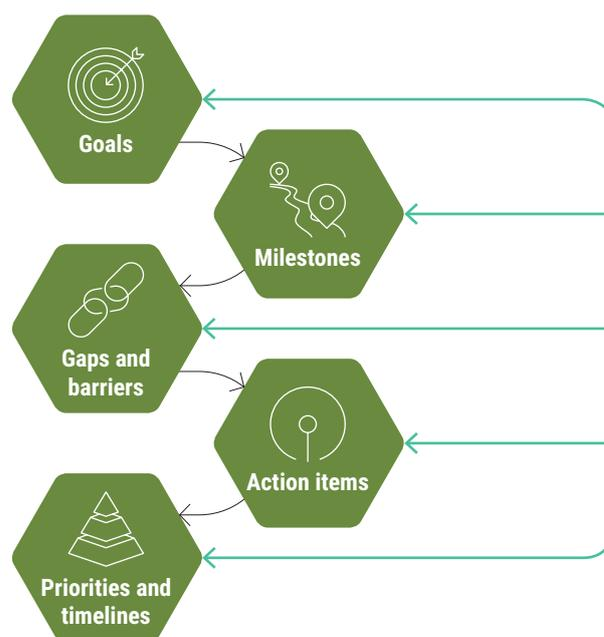 Goals
Milestones
Gaps and
barriers
Action items
Priorities and
timelines